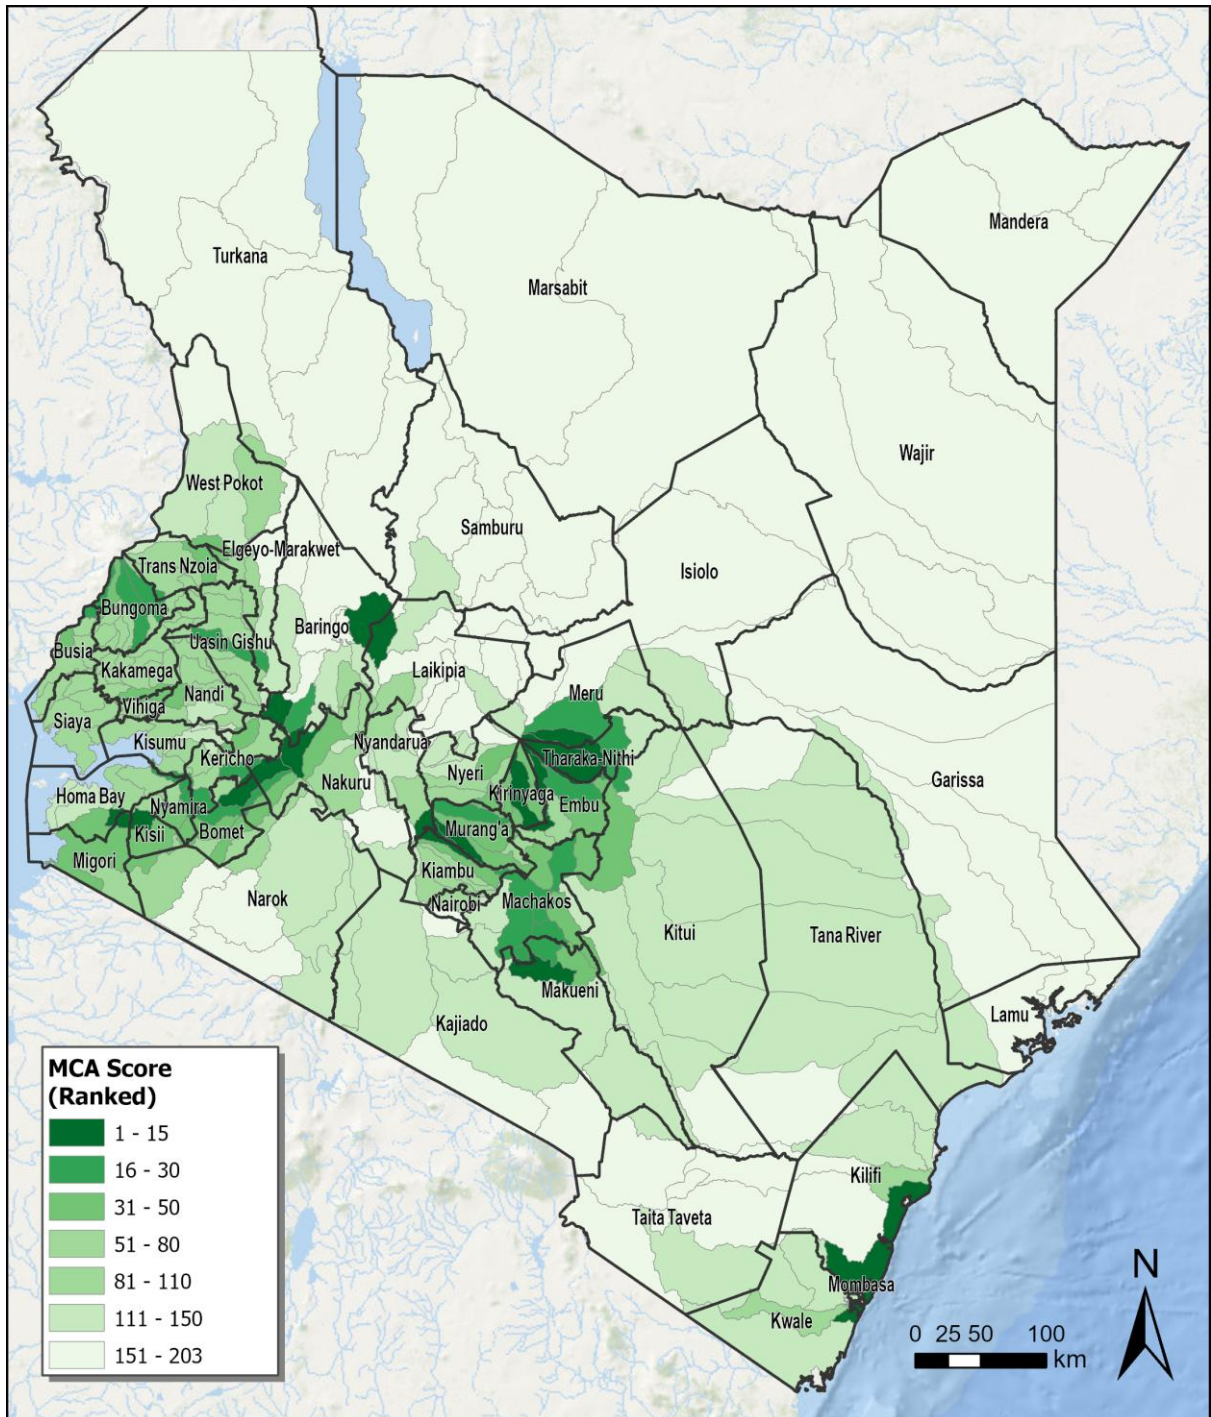 Mandera
Turkana
Marsabit
Wajir
West Pokot
Samburu
Elgeyo-Marakwet
Trans Nzoia
Isiolo
Bungoma
Baringo
Uasin Gishu
Busia
Kakamega
Laikipia
Nandi
Meru
Vihiga
Siaya
Kisumu
Nyandarua
Kericho
Tharaka-Nithi
Garissa
Nyeri
Nakuru
Homa Bay
Nyamira
Kirinyaga
Embu
Kisii
Bomet
Murang'a
Migori
Kiambu
Narok
Nairobi
Machakos
Kitui
Tana River
Makueni
Lamu
Kajiado
Kilifi
Taita Taveta
Mombasa
Kwale
MCA Score
(Ranked)
1 - 15
16 - 30
31 - 50
51 - 80
81 - 110
111 - 150
151 - 203
N
0 25 50 100
km